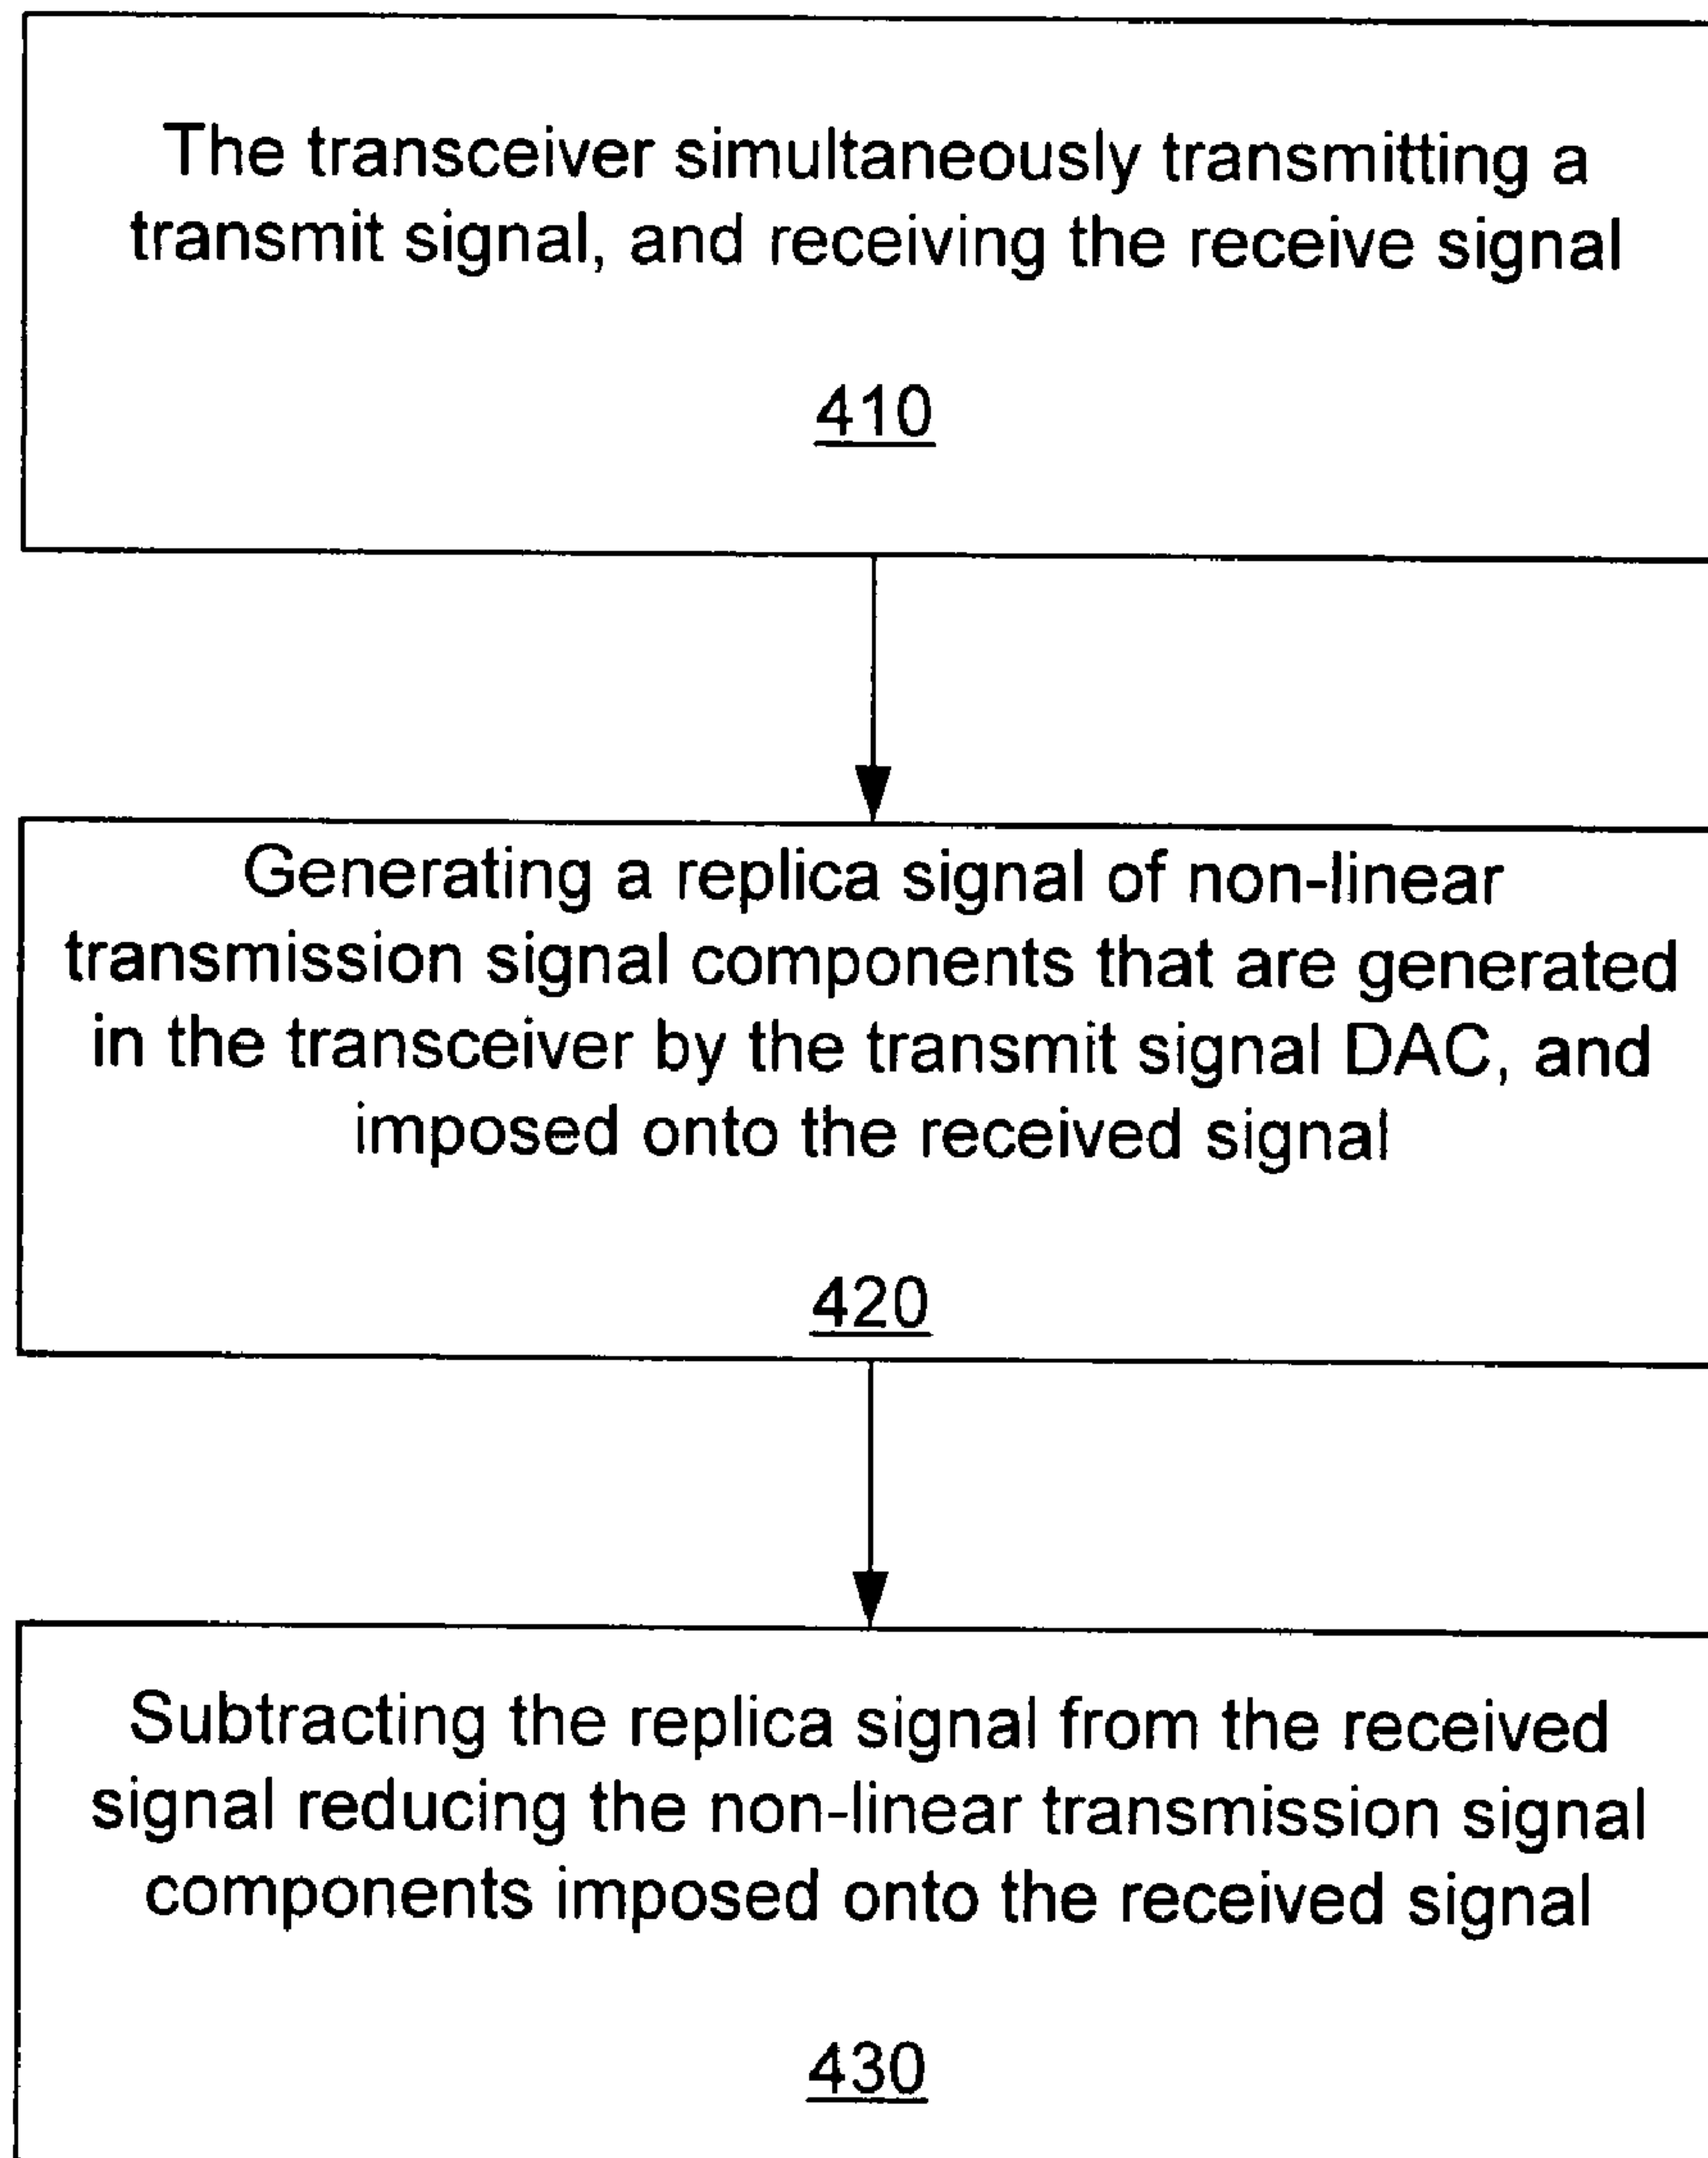 The transceiver simultaneously transmitting a
transmit signal, and receiving the receive signal
410
Generating a replica signal of non-linear
transmission signal components that are generated
in the transceiver by the transmit signal DAC, and
imposed onto the received signal
420
Subtracting the replica signal from the received
signal reducing the non-linear transmission signal
components imposed onto the received signal
430